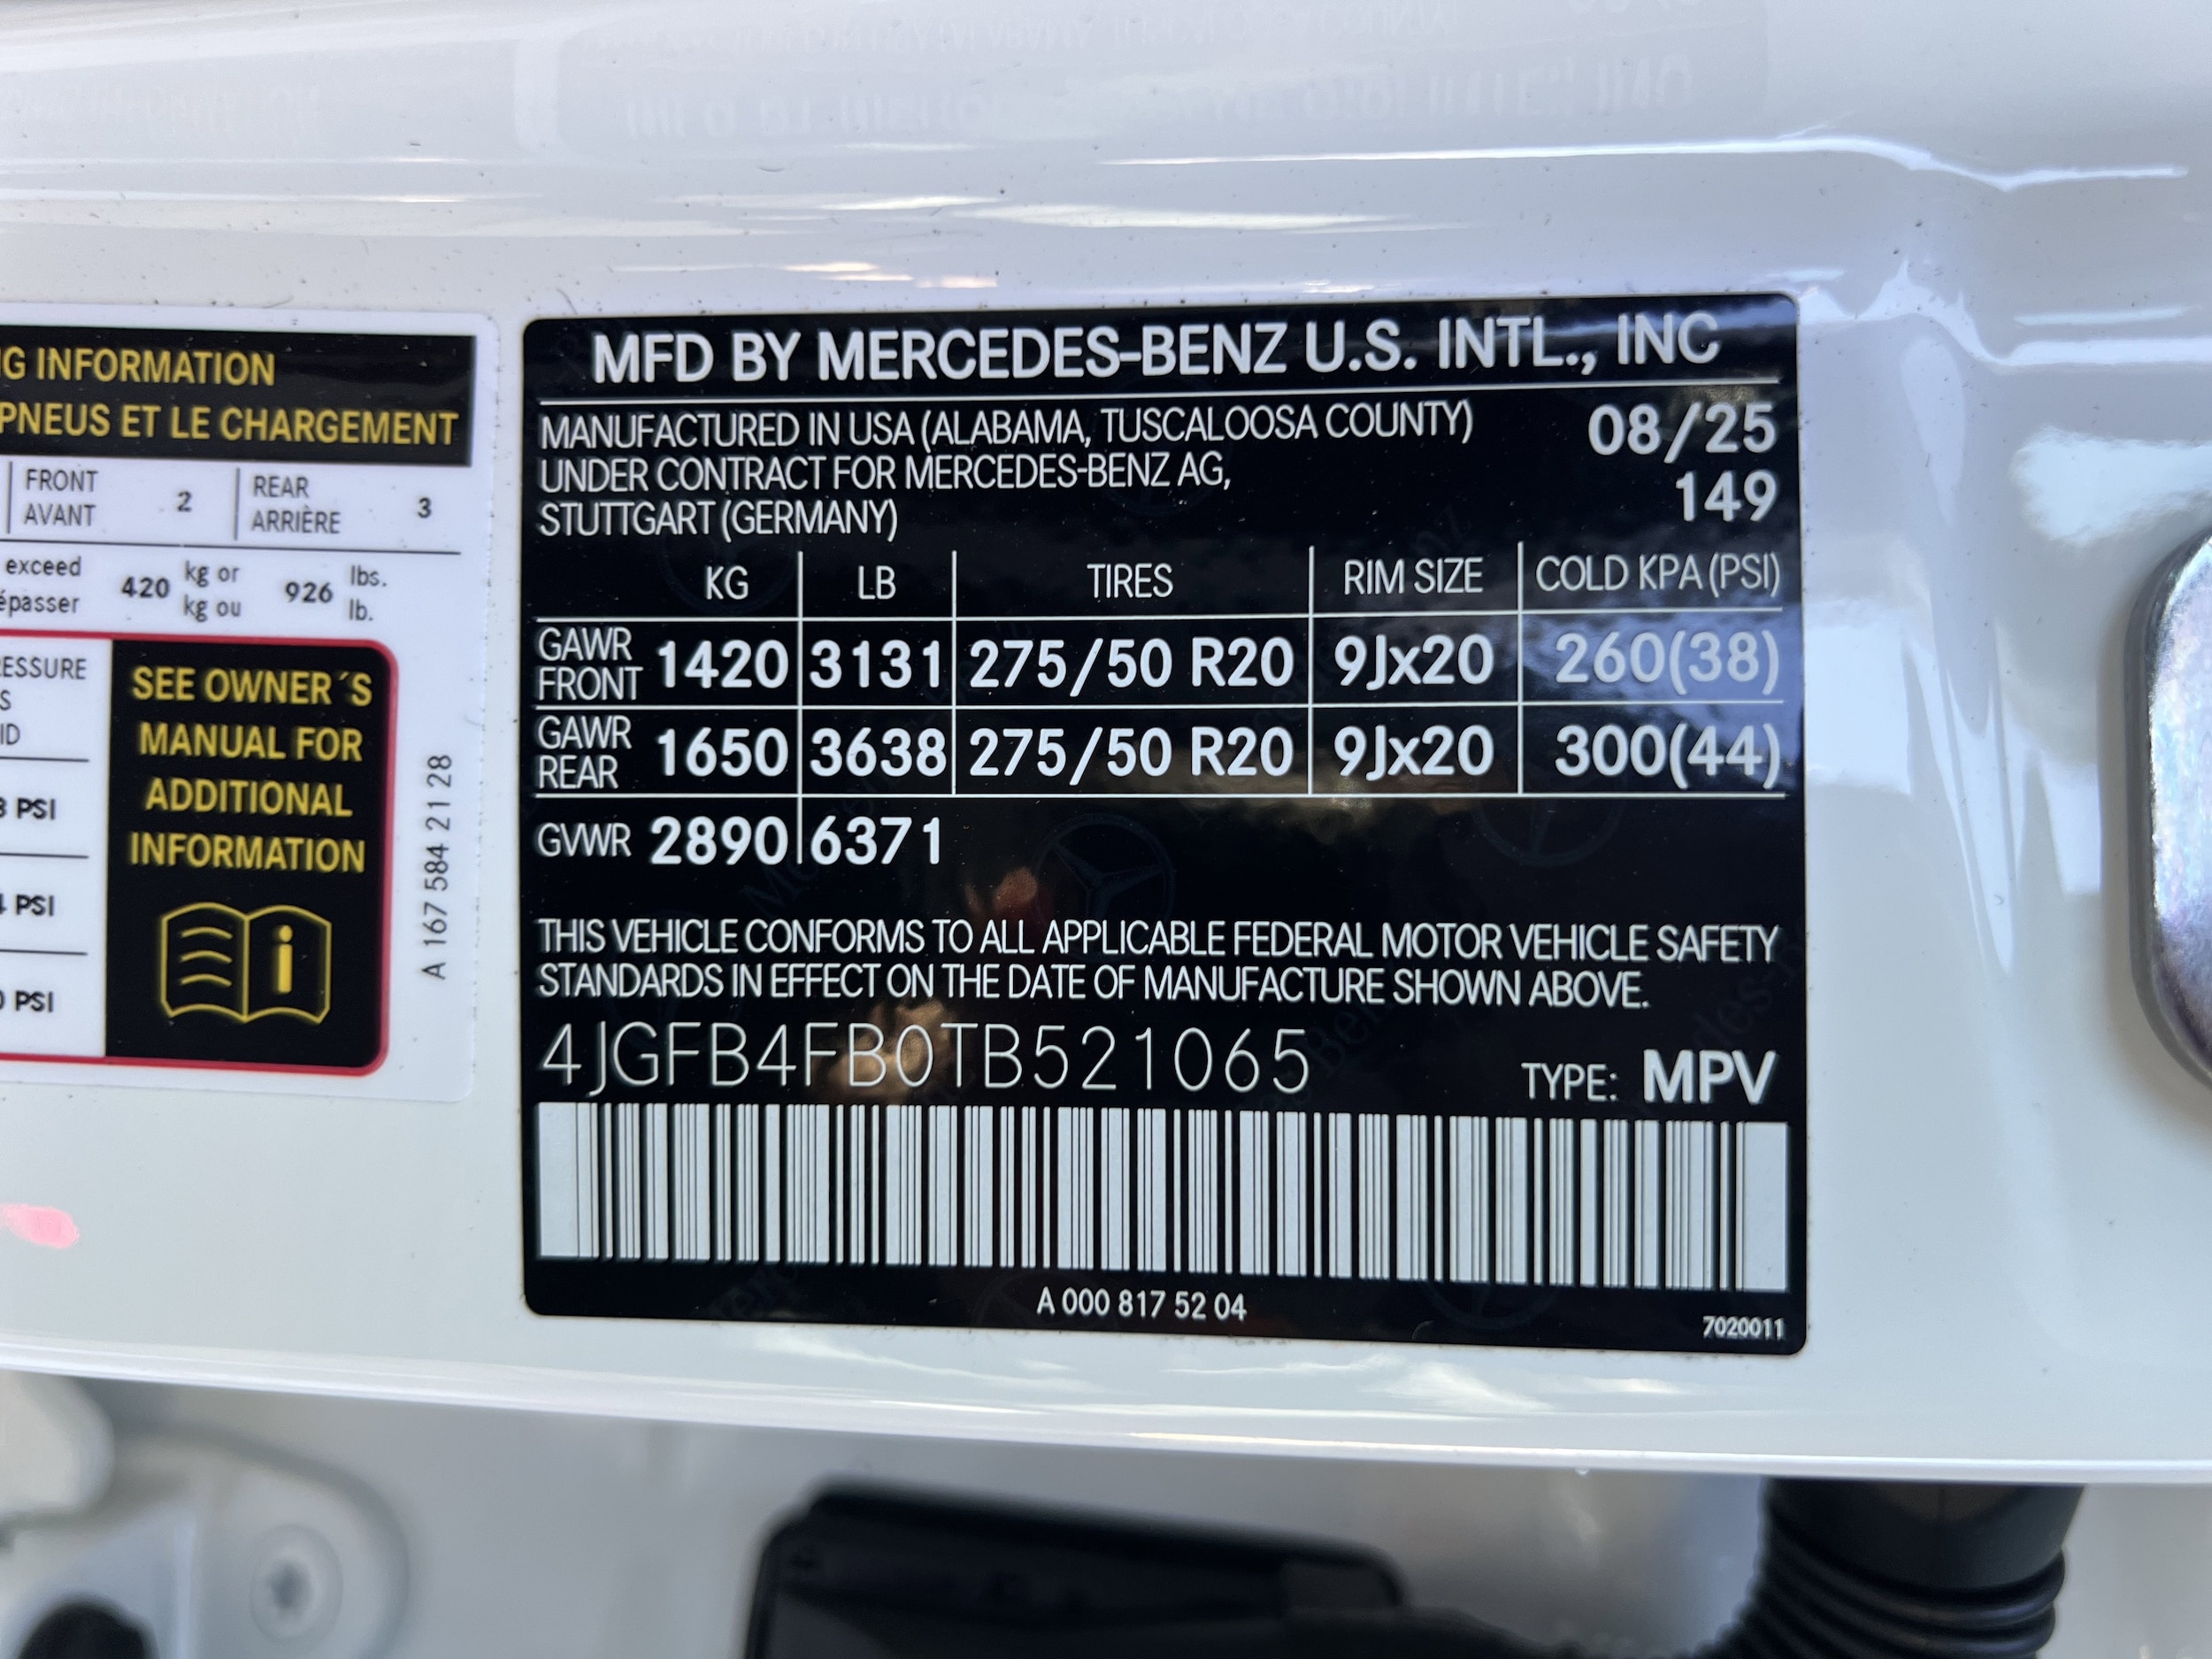 G INFORMATION
PNEUS ET LE CHARGEMENT
FRONT
AVANT
2
REAR
ARRIÈRE
3
exceed
épasser
420
kg or
kg ou
926
lbs.
lb.
ESSURE
S
ID
PSI
PSI
PSI
SEE OWNER´S
MANUAL FOR
ADDITIONAL
INFORMATION
i
A 167 584 21 28
MFD BY MERCEDES-BENZ U.S. INTL., INC
MANUFACTURED IN USA (ALABAMA, TUSCALOOSA COUNTY) 08/25
UNDER CONTRACT FOR MERCEDES-BENZ AG, 149
STUTTGART (GERMANY)
KG LB TIRES RIM SIZE COLD KPA (PSI)
GAWR FRONT 1420 3131 275/50 R20 9Jx20 260(38)
GAWR REAR 1650 3638 275/50 R20 9Jx20 300(44)
GVWR 2890 6371
THIS VEHICLE CONFORMS TO ALL APPLICABLE FEDERAL MOTOR VEHICLE SAFETY
STANDARDS IN EFFECT ON THE DATE OF MANUFACTURE SHOWN ABOVE.
4JGFB4FB0TB521065
TYPE: MPV
A 000 817 52 04
7020011